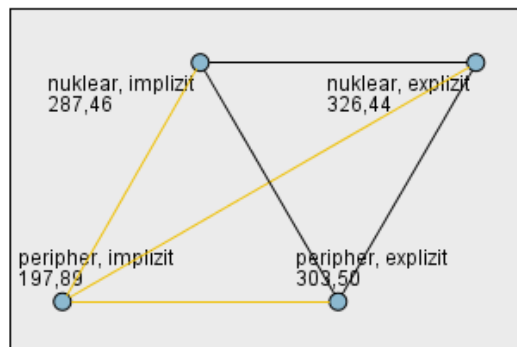 nuklear, implizit
287,46
nuklear, explizit
326,44
peripher, implizit
197,89
peripher, explizit
303,50